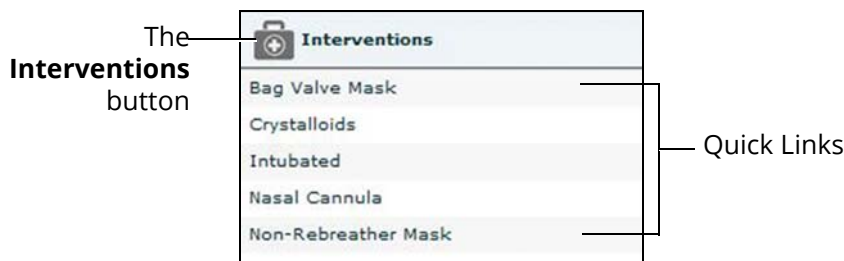 The
Interventions
button
Interventions
Bag Valve Mask
Crystalloids
Intubated
Nasal Cannula
Non-Rebreather Mask
Quick Links